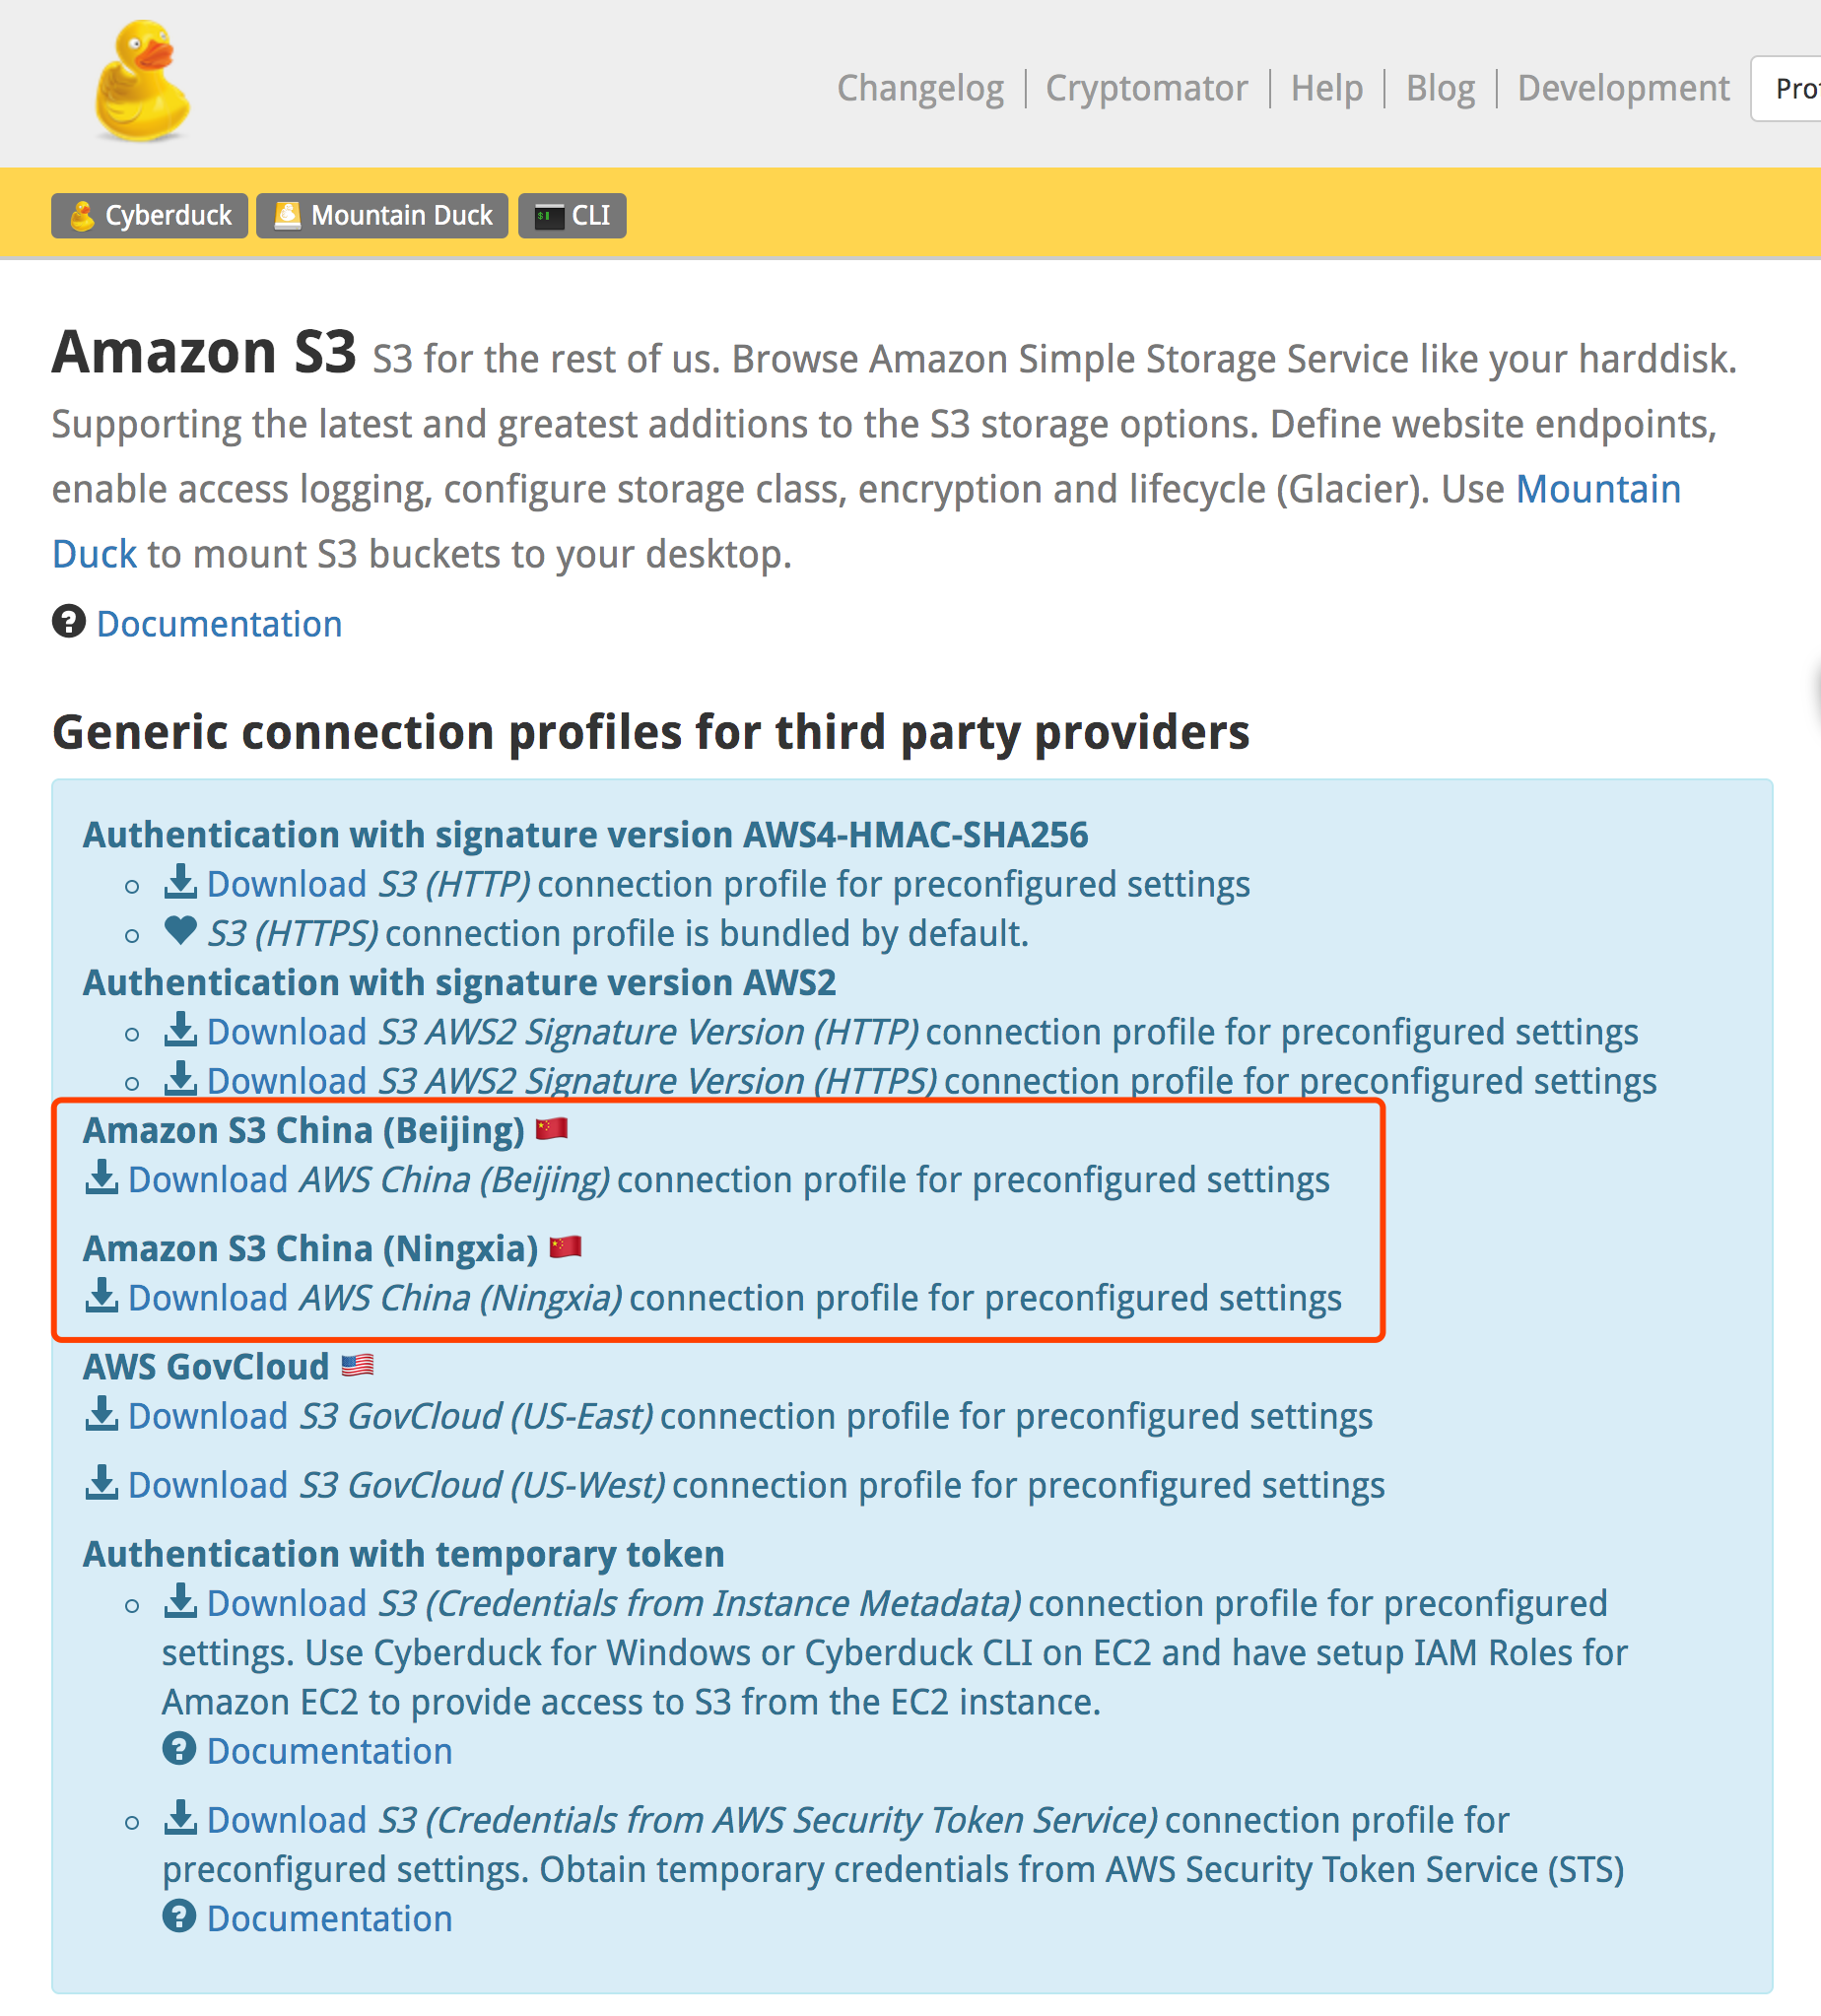 Changelog | Cryptomator | Help | Blog | Development
Cyberduck Mountain Duck CLI
Amazon S3 S3 for the rest of us. Browse Amazon Simple Storage Service like your harddisk.
Supporting the latest and greatest additions to the S3 storage options. Define website endpoints,
enable access logging, configure storage class, encryption and lifecycle (Glacier). Use Mountain
Duck to mount S3 buckets to your desktop.
Documentation
Generic connection profiles for third party providers
Authentication with signature version AWS4-HMAC-SHA256
Download S3 (HTTP) connection profile for preconfigured settings
S3 (HTTPS) connection profile is bundled by default.
Authentication with signature version AWS2
Download S3 AWS2 Signature Version (HTTP) connection profile for preconfigured settings
Download S3 AWS2 Signature Version (HTTPS) connection profile for preconfigured settings
Amazon S3 China (Beijing) 🇨🇳
Download AWS China (Beijing) connection profile for preconfigured settings
Amazon S3 China (Ningxia) 🇨🇳
Download AWS China (Ningxia) connection profile for preconfigured settings
AWS GovCloud 🇺🇸
Download S3 GovCloud (US-East) connection profile for preconfigured settings
Download S3 GovCloud (US-West) connection profile for preconfigured settings
Authentication with temporary token
Download S3 (Credentials from Instance Metadata) connection profile for preconfigured
settings. Use Cyberduck for Windows or Cyberduck CLI on EC2 and have setup IAM Roles for
Amazon EC2 to provide access to S3 from the EC2 instance.
Documentation
Download S3 (Credentials from AWS Security Token Service) connection profile for
preconfigured settings. Obtain temporary credentials from AWS Security Token Service (STS)
Documentation